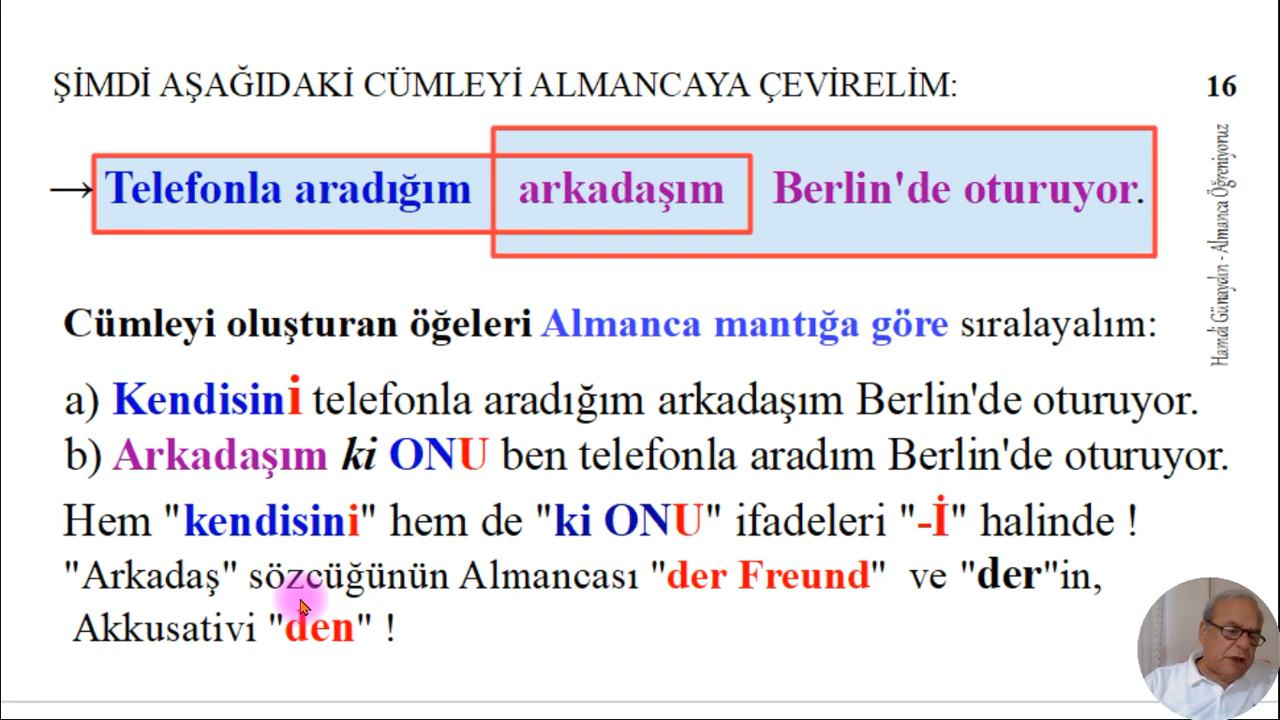 ŞİMDİ AŞAĞIDAKİ CÜMLEYİ ALMANCAYA ÇEVİRELİM:
16
→ Telefonla aradığım arkadaşım Berlin'de oturuyor.
Hamdi Günaydın - Almanca Öğreniyoruz
Cümleyi oluşturan öğeleri Almanca mantığa göre sıralayalım:
a) Kendisini telefonla aradığım arkadaşım Berlin'de oturuyor.
b) Arkadaşım ki ONU ben telefonla aradım Berlin'de oturuyor.
Hem "kendisini" hem de "ki ONU" ifadeleri "-İ" halinde !
"Arkadaş" sözcüğünün Almancası "der Freund" ve "der"in,
Akkusativi "den" !